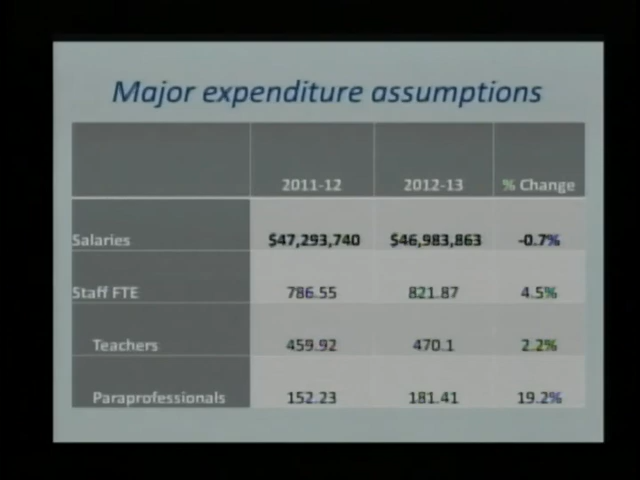 Major expenditure assumptions
2011-12 2012-13 % Change
Salaries $47,293,740 $46,983,863 -0.7%
Staff FTE 786.55 821.87 4.5%
Teachers 459.92 470.1 2.2%
Paraprofessionals 152.23 181.41 19.2%